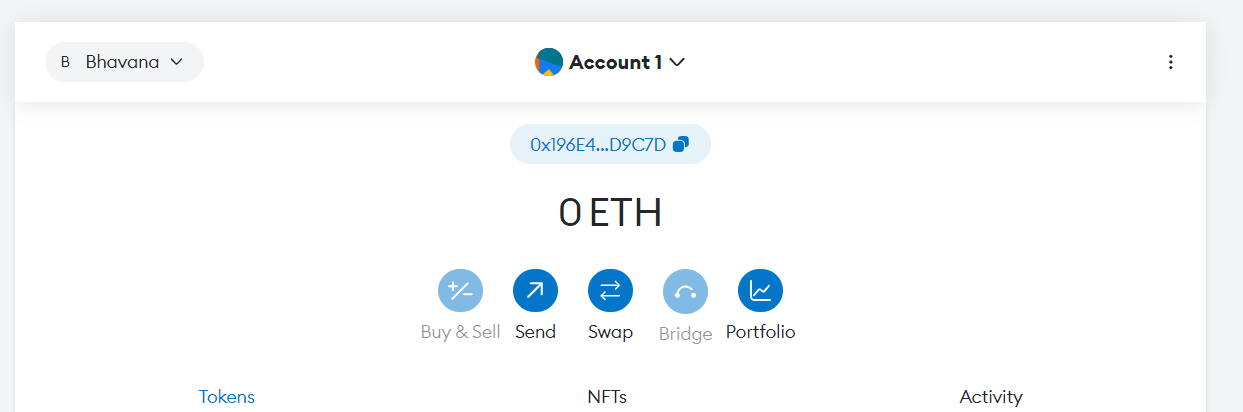 B Bhavana Account 1
0x196E4...D9C7D
0 ETH
Buy & Sell Send Swap Bridge Portfolio
Tokens NFTs Activity